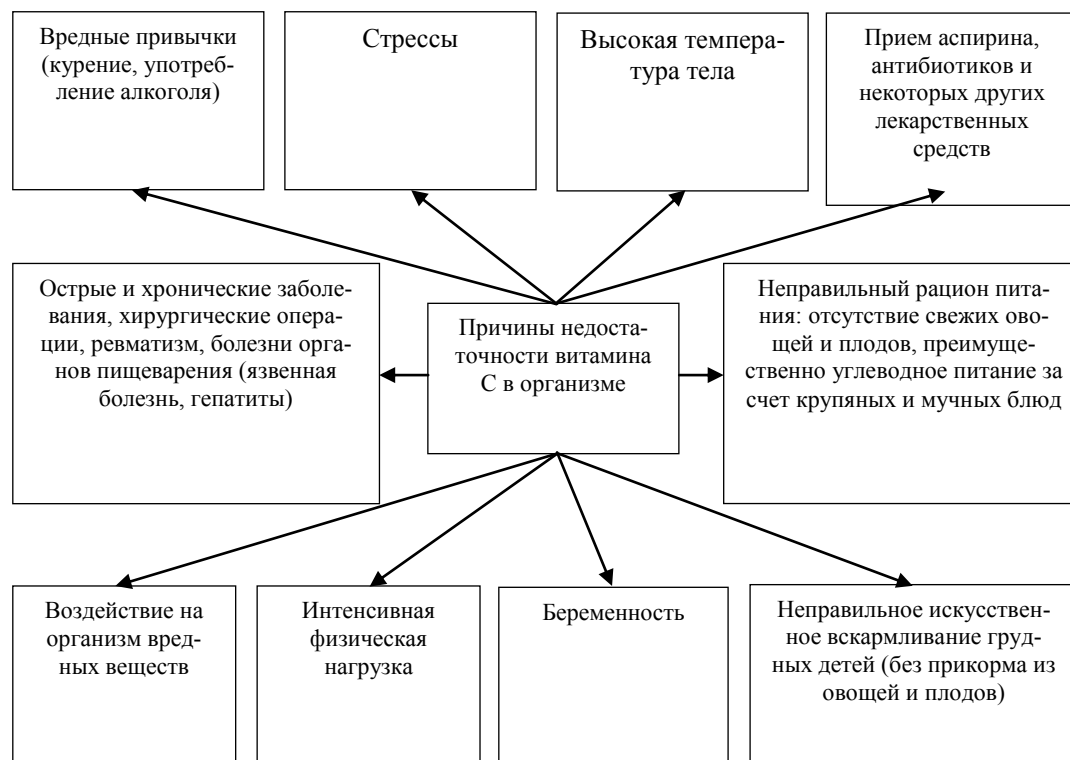 Вредные привычки
(курение, употреб-
ление алкоголя)
Стрессы
Высокая темпера-
тура тела
Прием аспирина,
антибиотиков и
некоторых других
лекарственных
средств
Острые и хронические заболе-
вания, хирургические опера-
ции, ревматизм, болезни орга-
нов пищеварения (язвенная
болезнь, гепатиты)
Причины недоста-
точности витамина
С в организме
Неправильный рацион пита-
ния: отсутствие свежих ово-
щей и плодов, преимущес-
твенно углеводное питание за
счет крупяных и мучных блюд
Воздействие на
организм вред-
ных веществ
Интенсивная
физическая
нагрузка
Беременность
Неправильное искусствен-
ное вскармливание груд-
ных детей (без прикорма из
овощей и плодов)